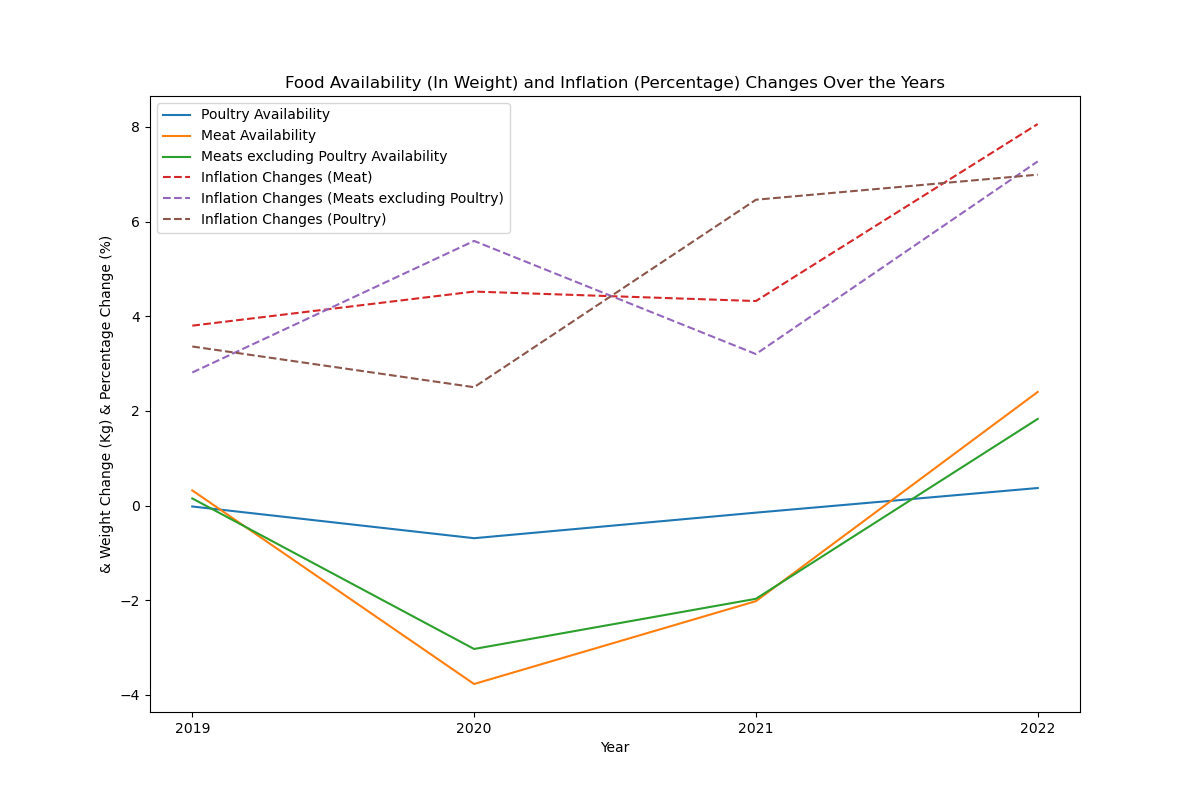 Food Availability (In Weight) and Inflation (Percentage) Changes Over the Years
Poultry Availability
Meat Availability
Meats excluding Poultry Availability
Inflation Changes (Meat)
Inflation Changes (Meats excluding Poultry)
Inflation Changes (Poultry)
& Weight Change (Kg) & Percentage Change (%)
8
6
4
2
0
−2
−4
2019 2020 2021 2022
Year